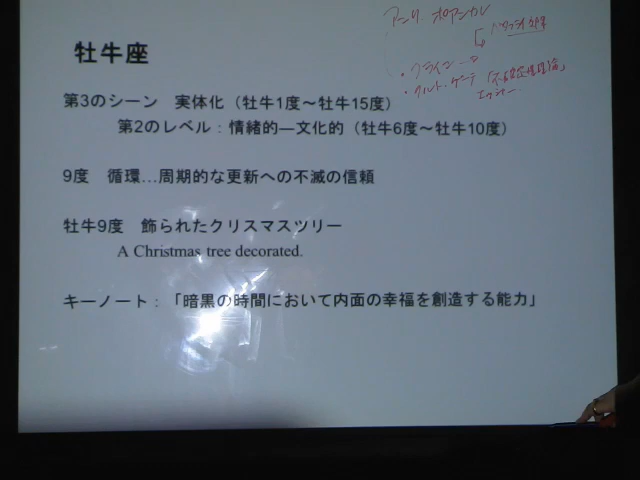 アンリ ポアンカレ
牡牛座
第3のシーン 実体化（牡牛1度～牡牛15度）
第2のレベル：情緒的―文化的（牡牛6度～牡牛10度）
9度 循環…周期的な更新への不滅の信頼
牡牛9度 飾られたクリスマスツリー
A Christmas tree decorated.
キーノート：「暗黒の時間において内面の幸福を創造する能力」